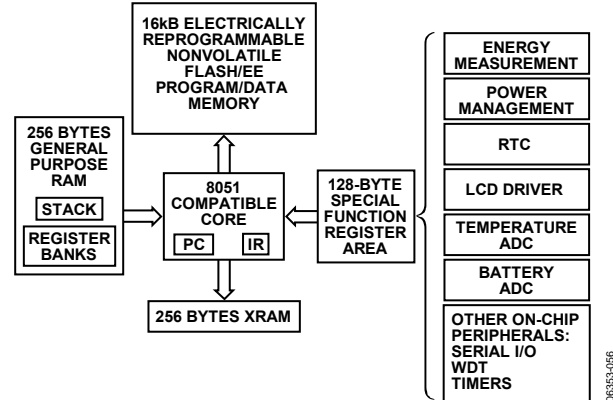 16kB ELECTRICALLY
REPROGRAMMABLE
NONVOLATILE
FLASH/EE
PROGRAM/DATA
MEMORY
256 BYTES
GENERAL
PURPOSE
RAM
STACK
REGISTER
BANKS
8051
COMPATIBLE
CORE
PC
IR
128-BYTE
SPECIAL
FUNCTION
REGISTER
AREA
256 BYTES XRAM
ENERGY
MEASUREMENT
POWER
MANAGEMENT
RTC
LCD DRIVER
TEMPERATURE
ADC
BATTERY
ADC
OTHER ON-CHIP
PERIPHERALS:
SERIAL I/O
WDT
TIMERS
06353-056